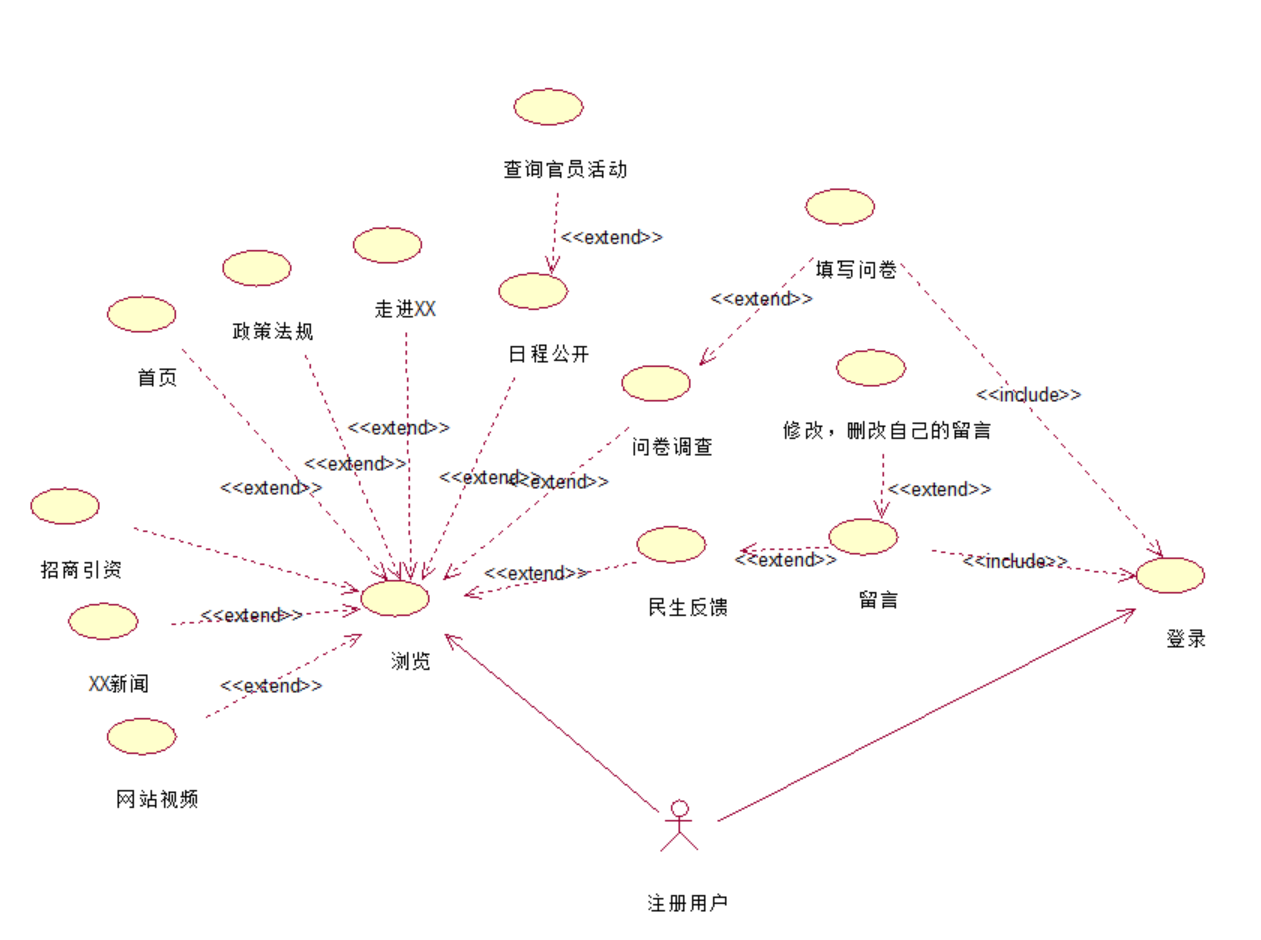 查询官员活动
<<extend>>
填写问卷
<<extend>>
走进XX
政策法规
日程公开
首页
<<include>>
修改，删改自己的留言
问卷调查
<<extend>>
<<extend>>
<<extend>>
<<extend>>
<<extend>>
<<extend>>
招商引资
<<extend>>
<<include>>
<<extend>>
民生反馈
留言
<<extend>>
登录
浏览
XX新闻
<<extend>>
网站视频
注册用户